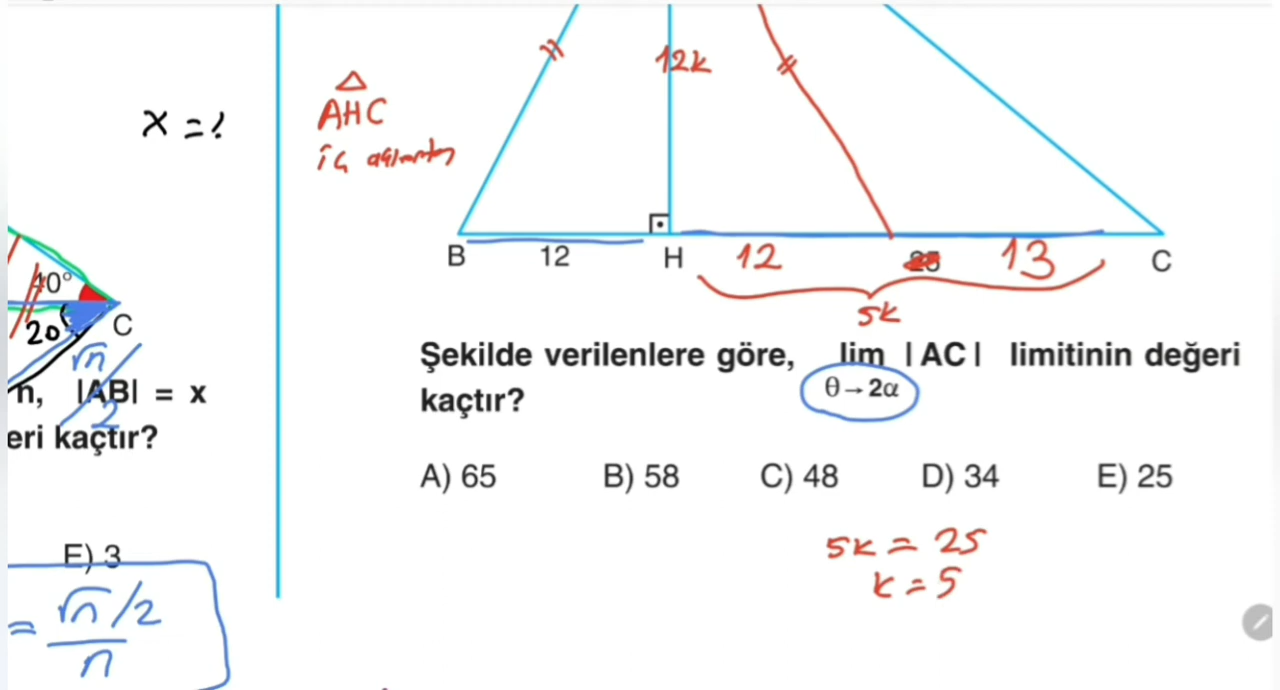 x = ?
40°
20
C
√n
n, |AB| = x
2
eri kaçtır?
E) 3
= √n/2
n
AHC
iç açılarından
12k
B 12 H 12 13 C
5k
Şekilde verilenlere göre, lim |AC| limitinin değeri
θ→2α
kaçtır?
A) 65 B) 58 C) 48 D) 34 E) 25
5k = 25
k = 5